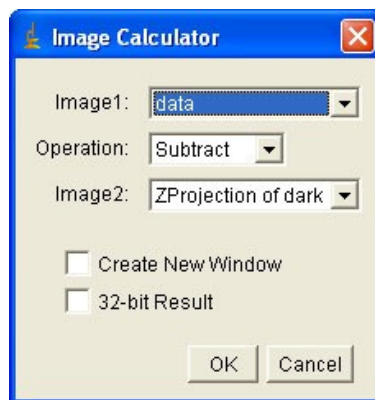 Image Calculator
Image1: data
Operation: Subtract
Image2: ZProjection of dark
Create New Window
32-bit Result
OK Cancel